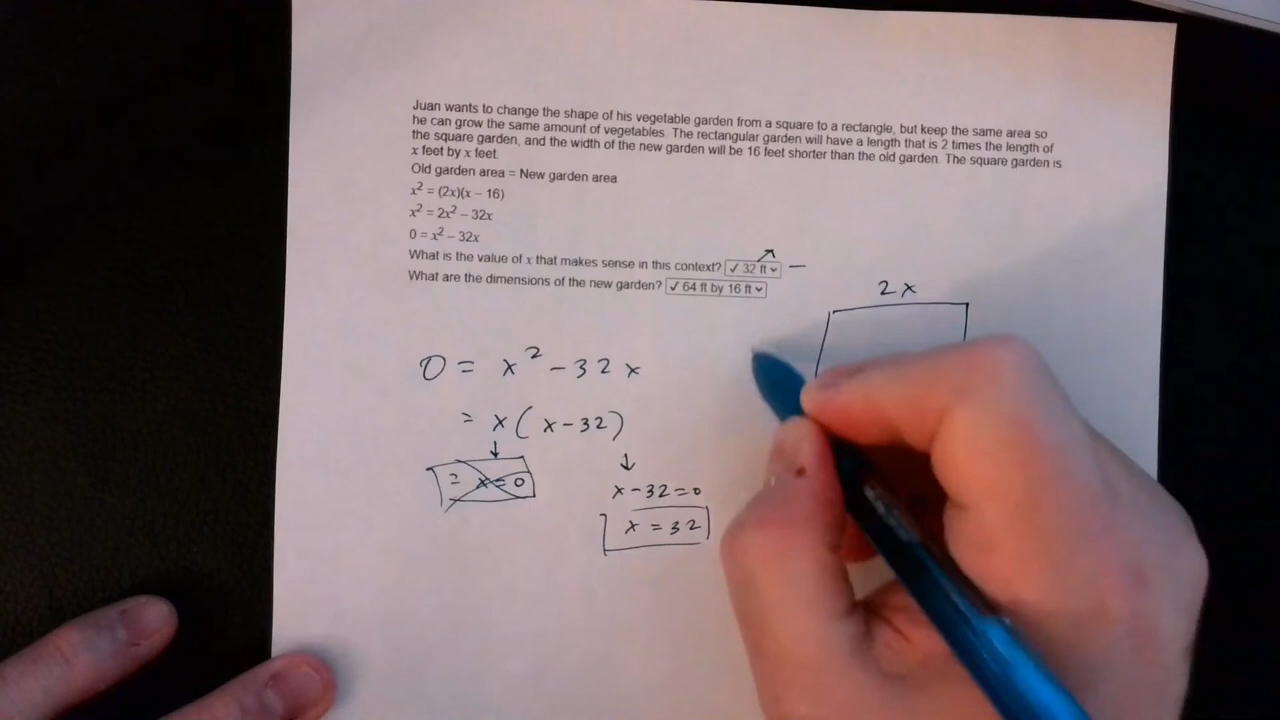 Juan wants to change the shape of his vegetable garden from a square to a rectangle, but keep the same area so
he can grow the same amount of vegetables. The rectangular garden will have a length that is 2 times the length of
the square garden, and the width of the new garden will be 16 feet shorter than the old garden. The square garden is
x feet by x feet.
Old garden area = New garden area
x² = (2x)(x – 16)
x² = 2x² – 32x
0 = x² – 32x
What is the value of x that makes sense in this context? ✓ 32 ft
What are the dimensions of the new garden? ✓ 64 ft by 16 ft
2x
0 = x² - 32x
= x(x-32)
= x=0
x-32=0
x = 32